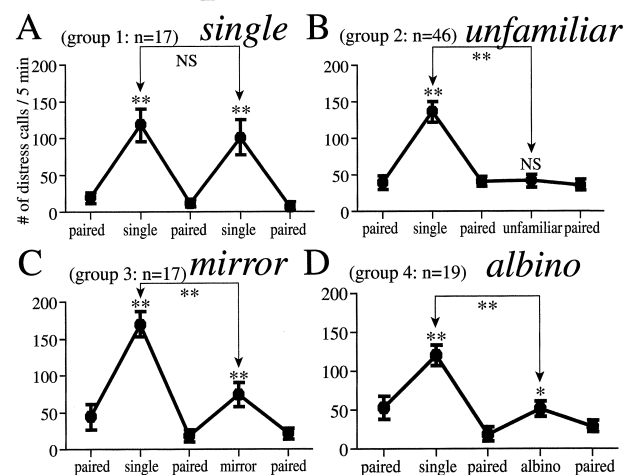 A (group 1: n=17) single
NS
** **
# of distress calls / 5 min
200
150
100
50
0
paired single paired single paired
B (group 2: n=46) unfamiliar
**
**
NS
200
150
100
50
0
paired single paired unfamiliar paired
C (group 3: n=17) mirror
**
**
**
200
150
100
50
0
paired single paired mirror paired
D (group 4: n=19) albino
**
**
*
200
150
100
50
0
paired single paired albino paired